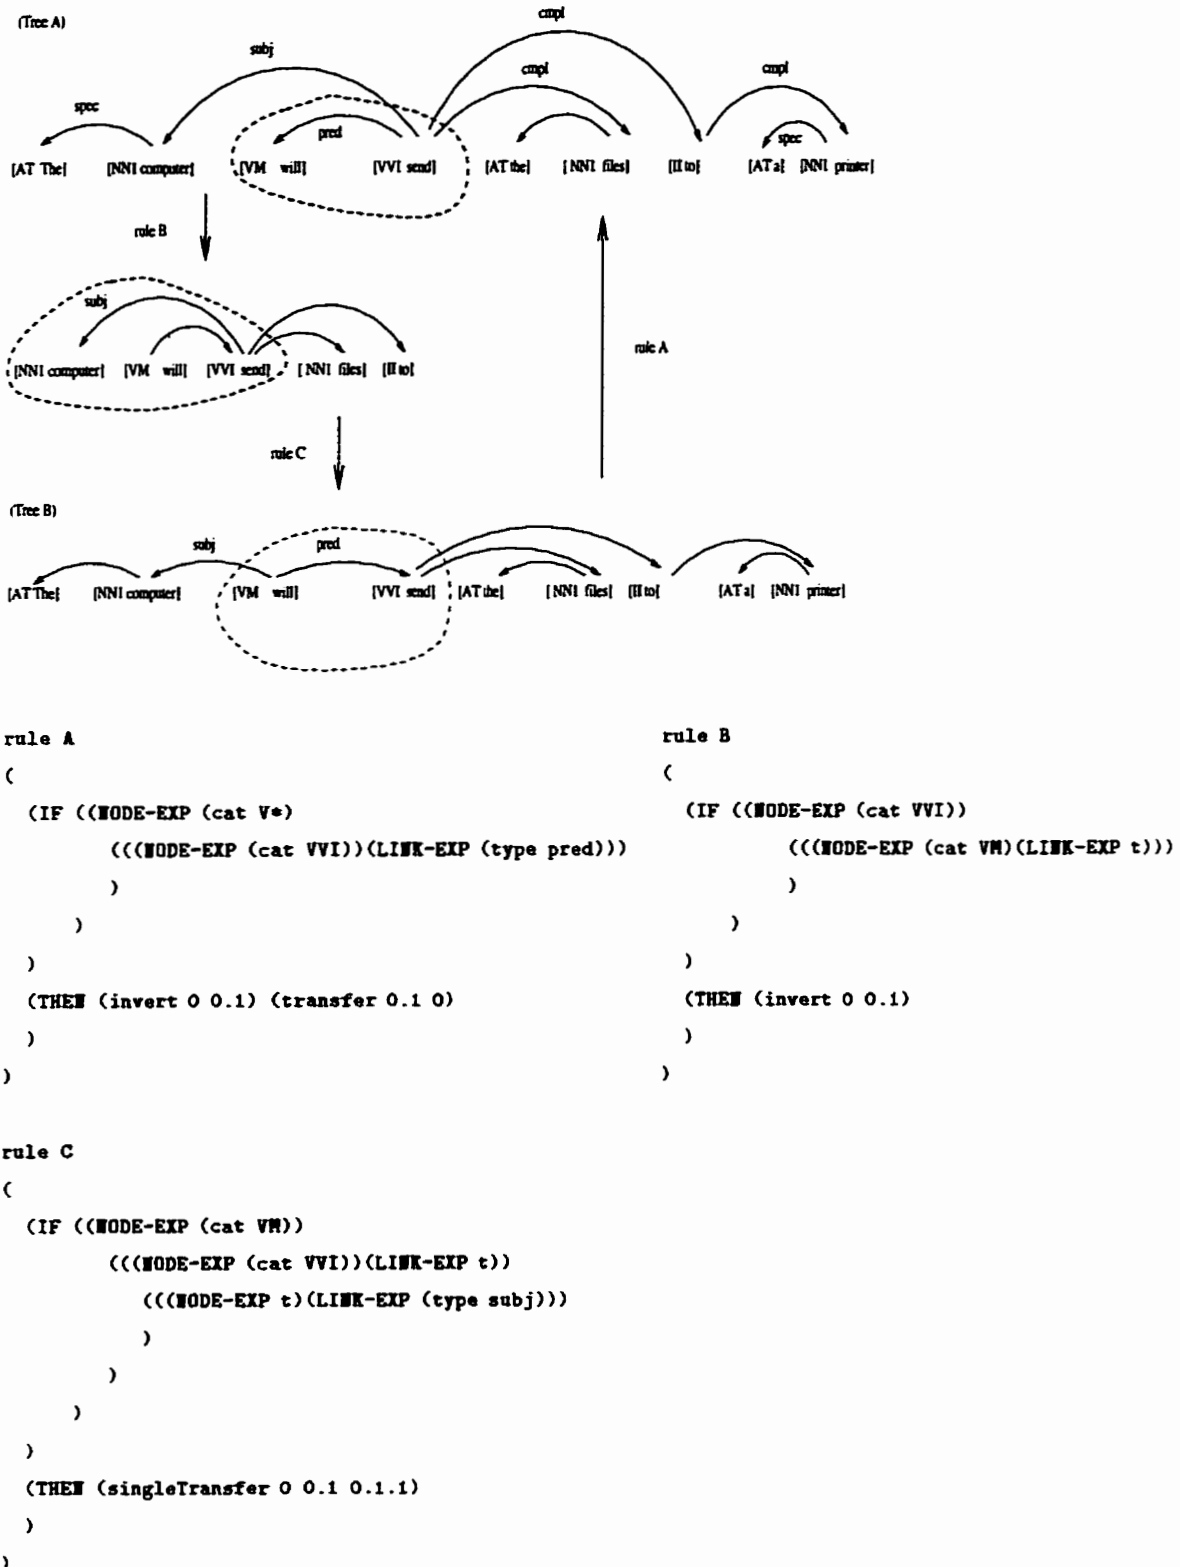 (Tree A)
cmpl
subj
cmpl
cmpl
spec
pred
spec
[AT The[ [NN1 computer[ [VM will] [VVI send] [AT the[ [ NN1 files] [II to[ [AT a[ [NN1 printer[
rule B
subj
[NN1 computer] [VM will] [VVI send] [ NN1 files] [II to[
rule A
rule C
(Tree B)
subj
pred
[AT The[ [NN1 computer[ [VM will] [VVI send] [AT the[ [ NN1 files[ [II to[ [AT a[ [NN1 printer[
rule A
(
(IF ((NODE-EXP (cat V*)
(((NODE-EXP (cat VVI))(LINK-EXP (type pred)))
)
)
)
(THEN (invert 0 0.1) (transfer 0.1 0)
)
)
rule B
(
(IF ((NODE-EXP (cat VVI))
(((NODE-EXP (cat VM)(LINK-EXP t)))
)
)
)
(THEN (invert 0 0.1)
)
)
rule C
(
(IF ((NODE-EXP (cat VM))
(((NODE-EXP (cat VVI))(LINK-EXP t))
(((NODE-EXP t)(LINK-EXP (type subj)))
)
)
)
)
(THEN (singleTransfer 0 0.1 0.1.1)
)
)